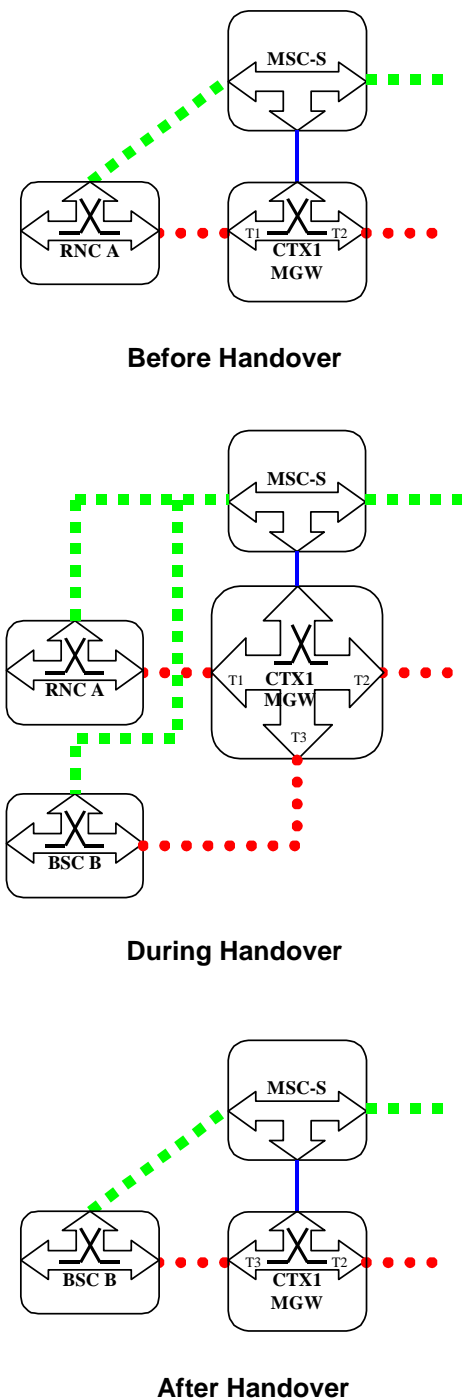 MSC-S
RNC A
T1
T2
CTX1
MGW
Before Handover
MSC-S
RNC A
T1
CTX1
T2
MGW
T3
BSC B
During Handover
MSC-S
BSC B
T3
T2
CTX1
MGW
After Handover